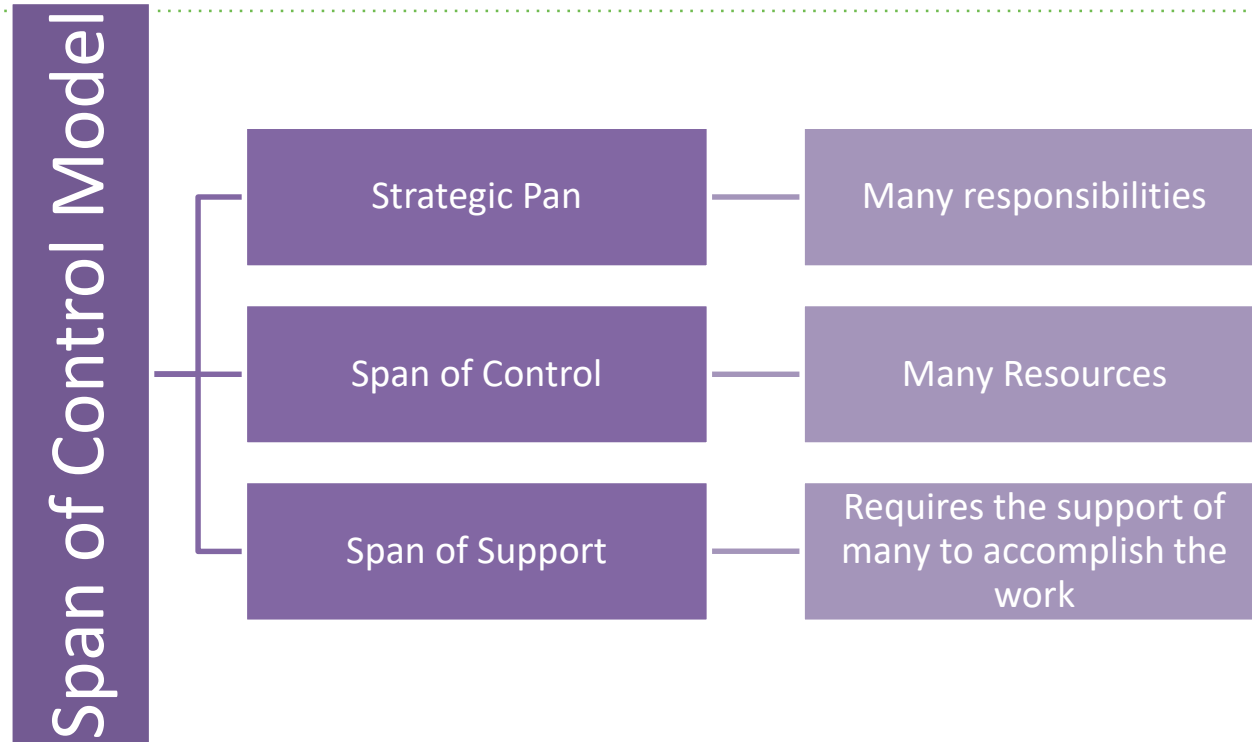 Span of Control Model
Strategic Pan
Many responsibilities
Span of Control
Many Resources
Span of Support
Requires the support of
many to accomplish the
work